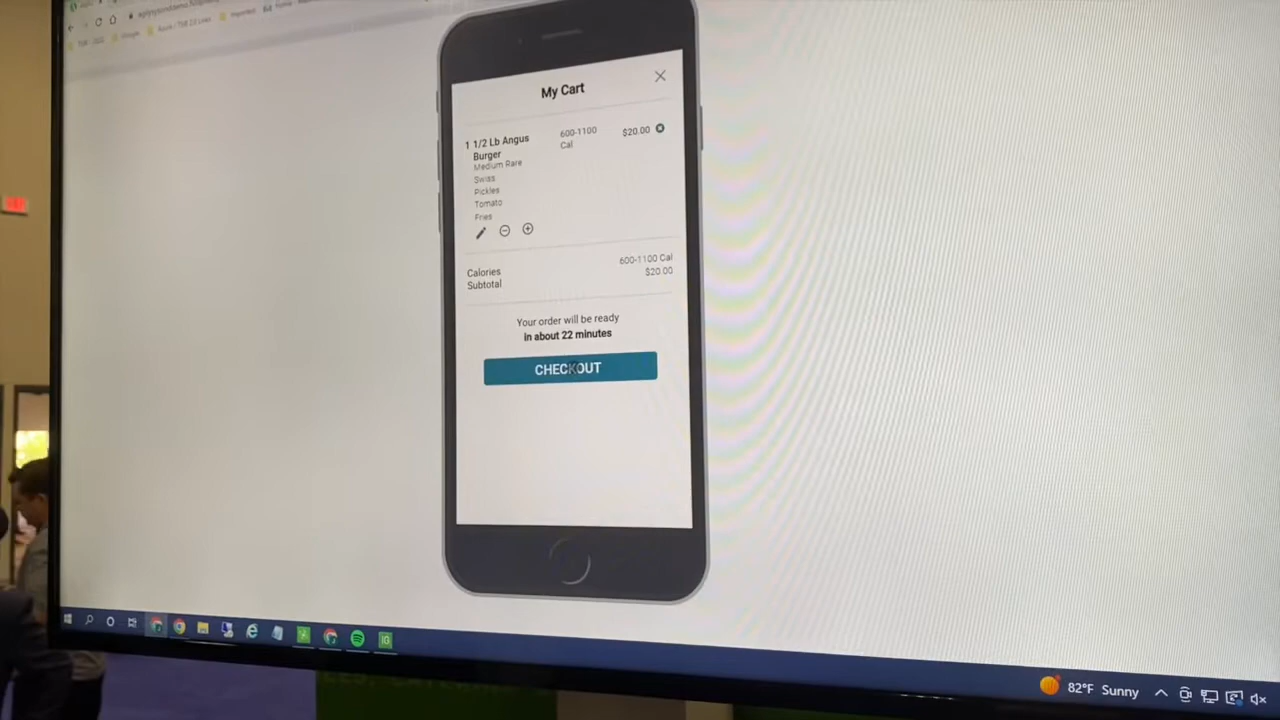 My Cart
1 1/2 Lb Angus Burger
600-1100 Cal
$20.00
Medium Rare
Swiss
Pickles
Tomato
Fries
Calories
600-1100 Cal
Subtotal
$20.00
Your order will be ready
in about 22 minutes
CHECKOUT
82°F Sunny